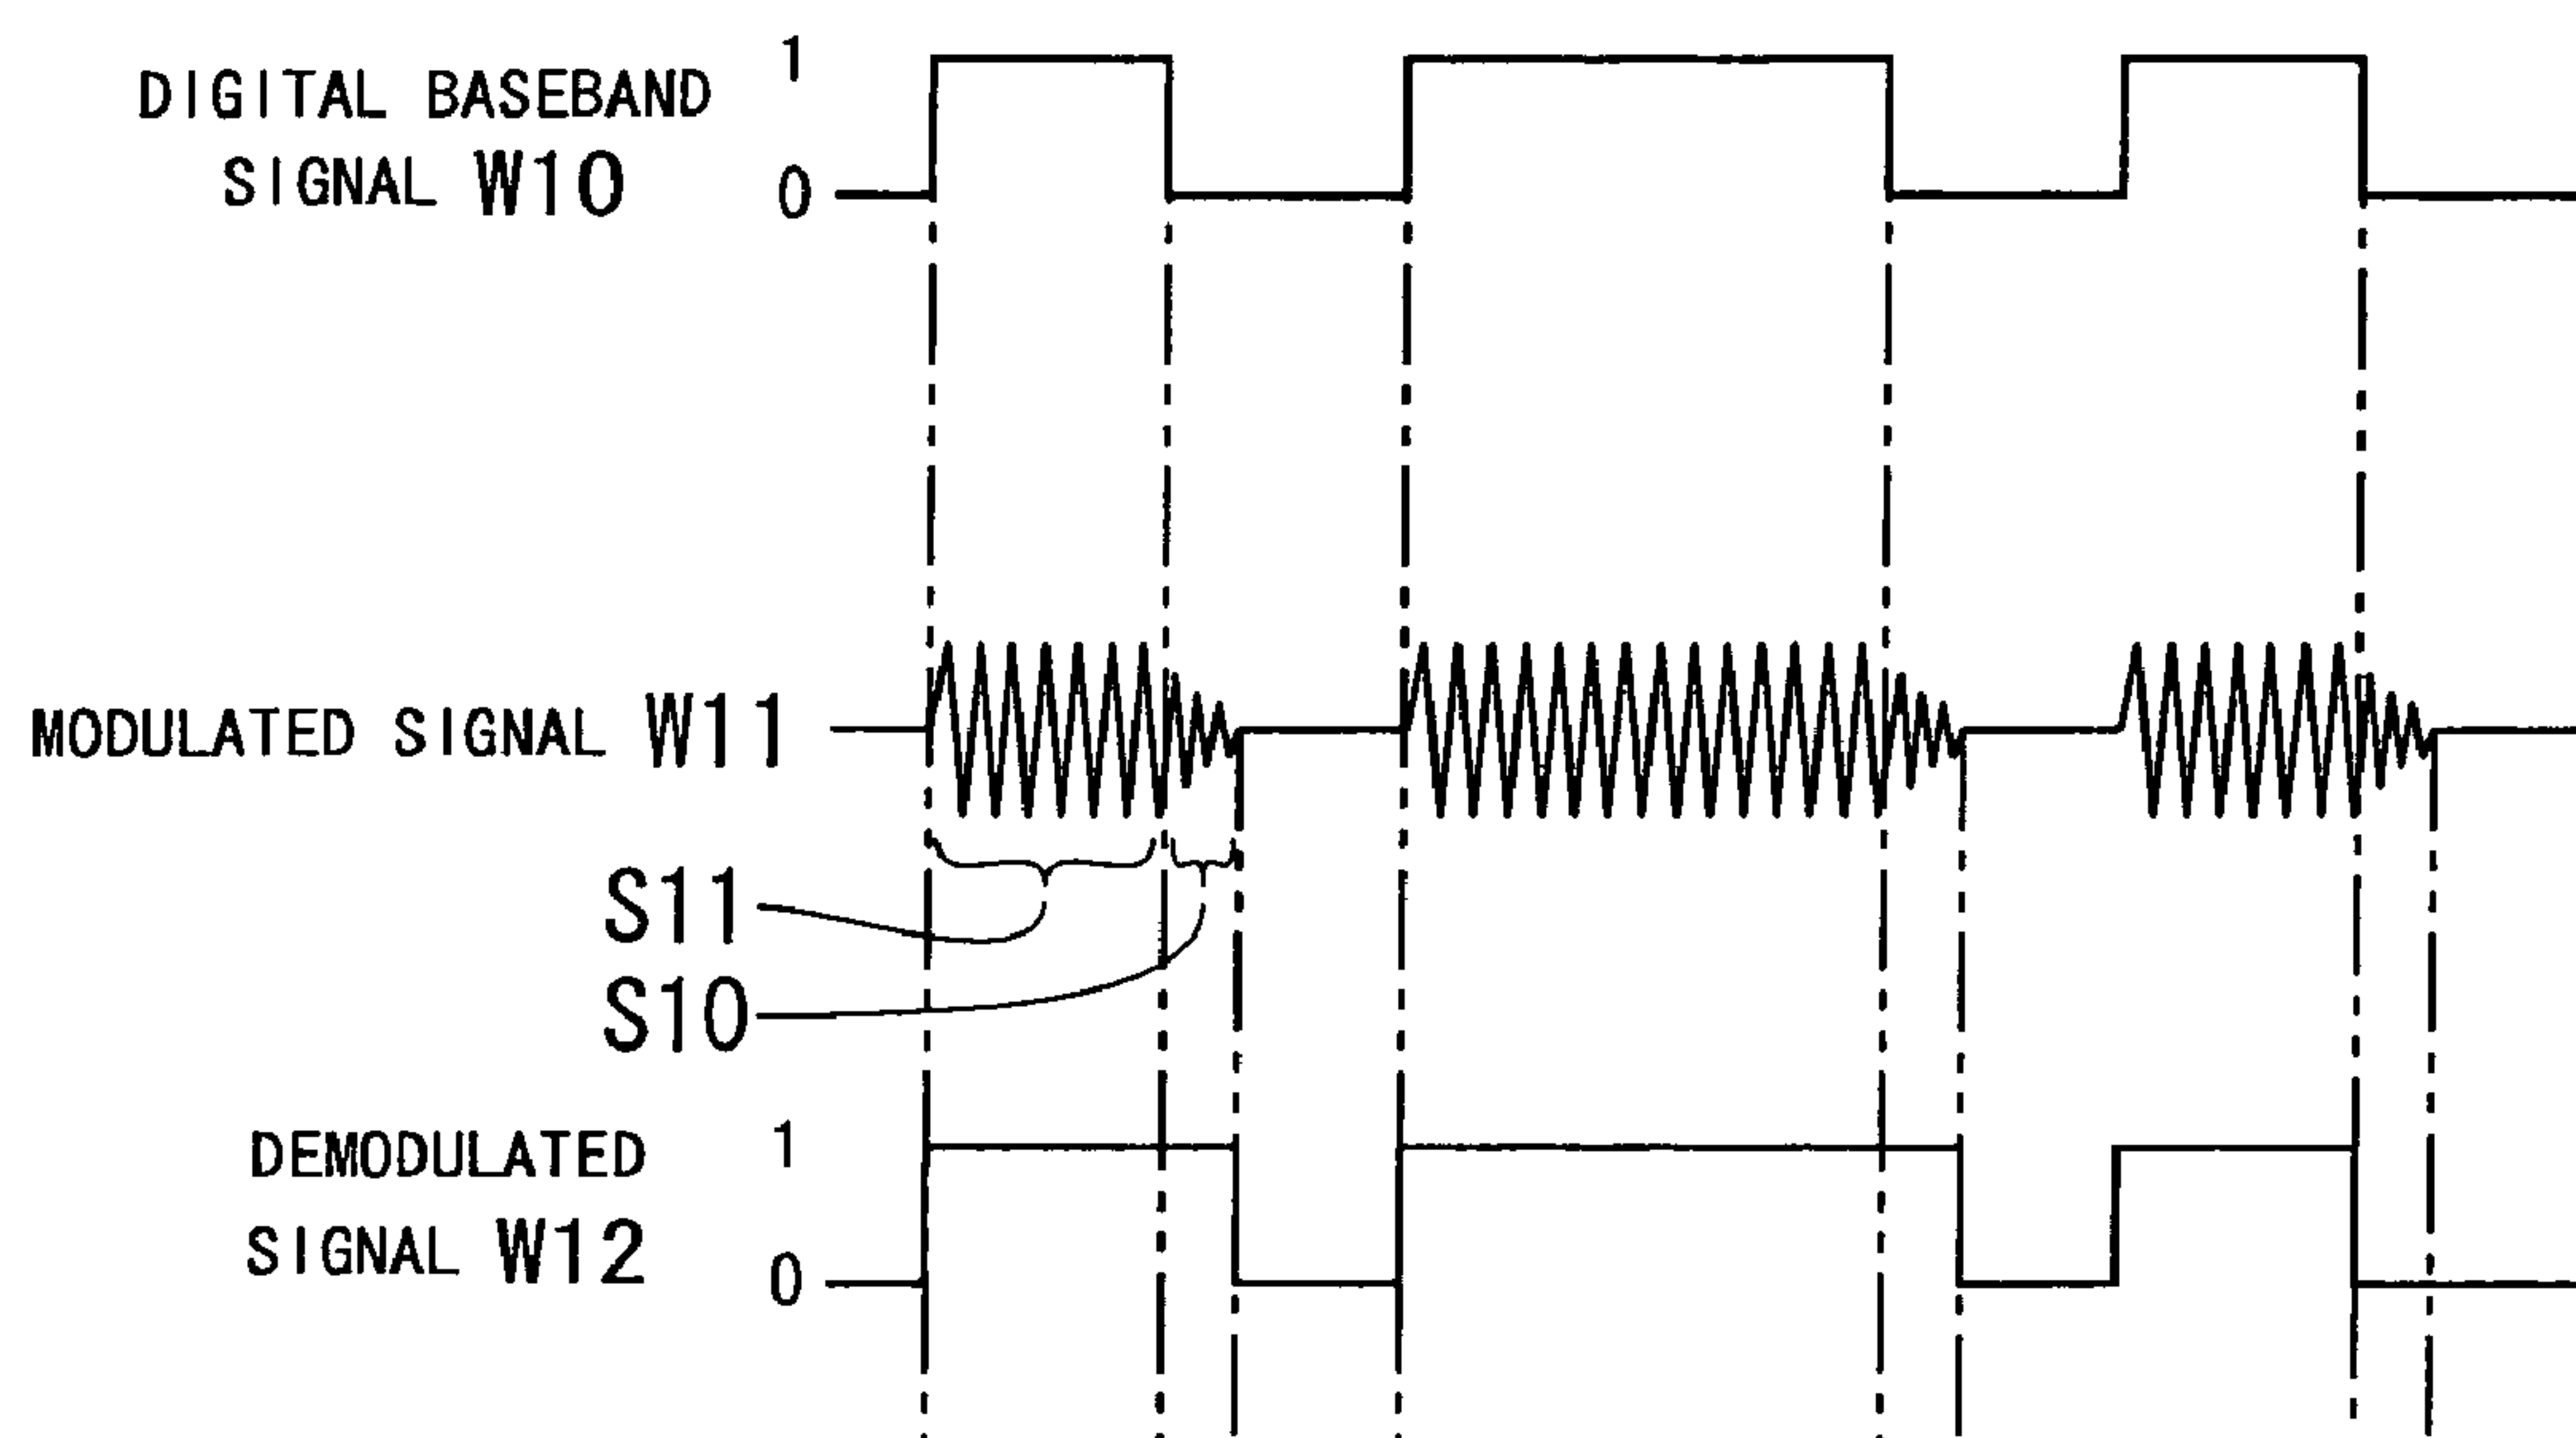 DIGITAL BASEBAND
SIGNAL W10
1
0
MODULATED SIGNAL W11
S11
S10
DEMODULATED
SIGNAL W12
1
0